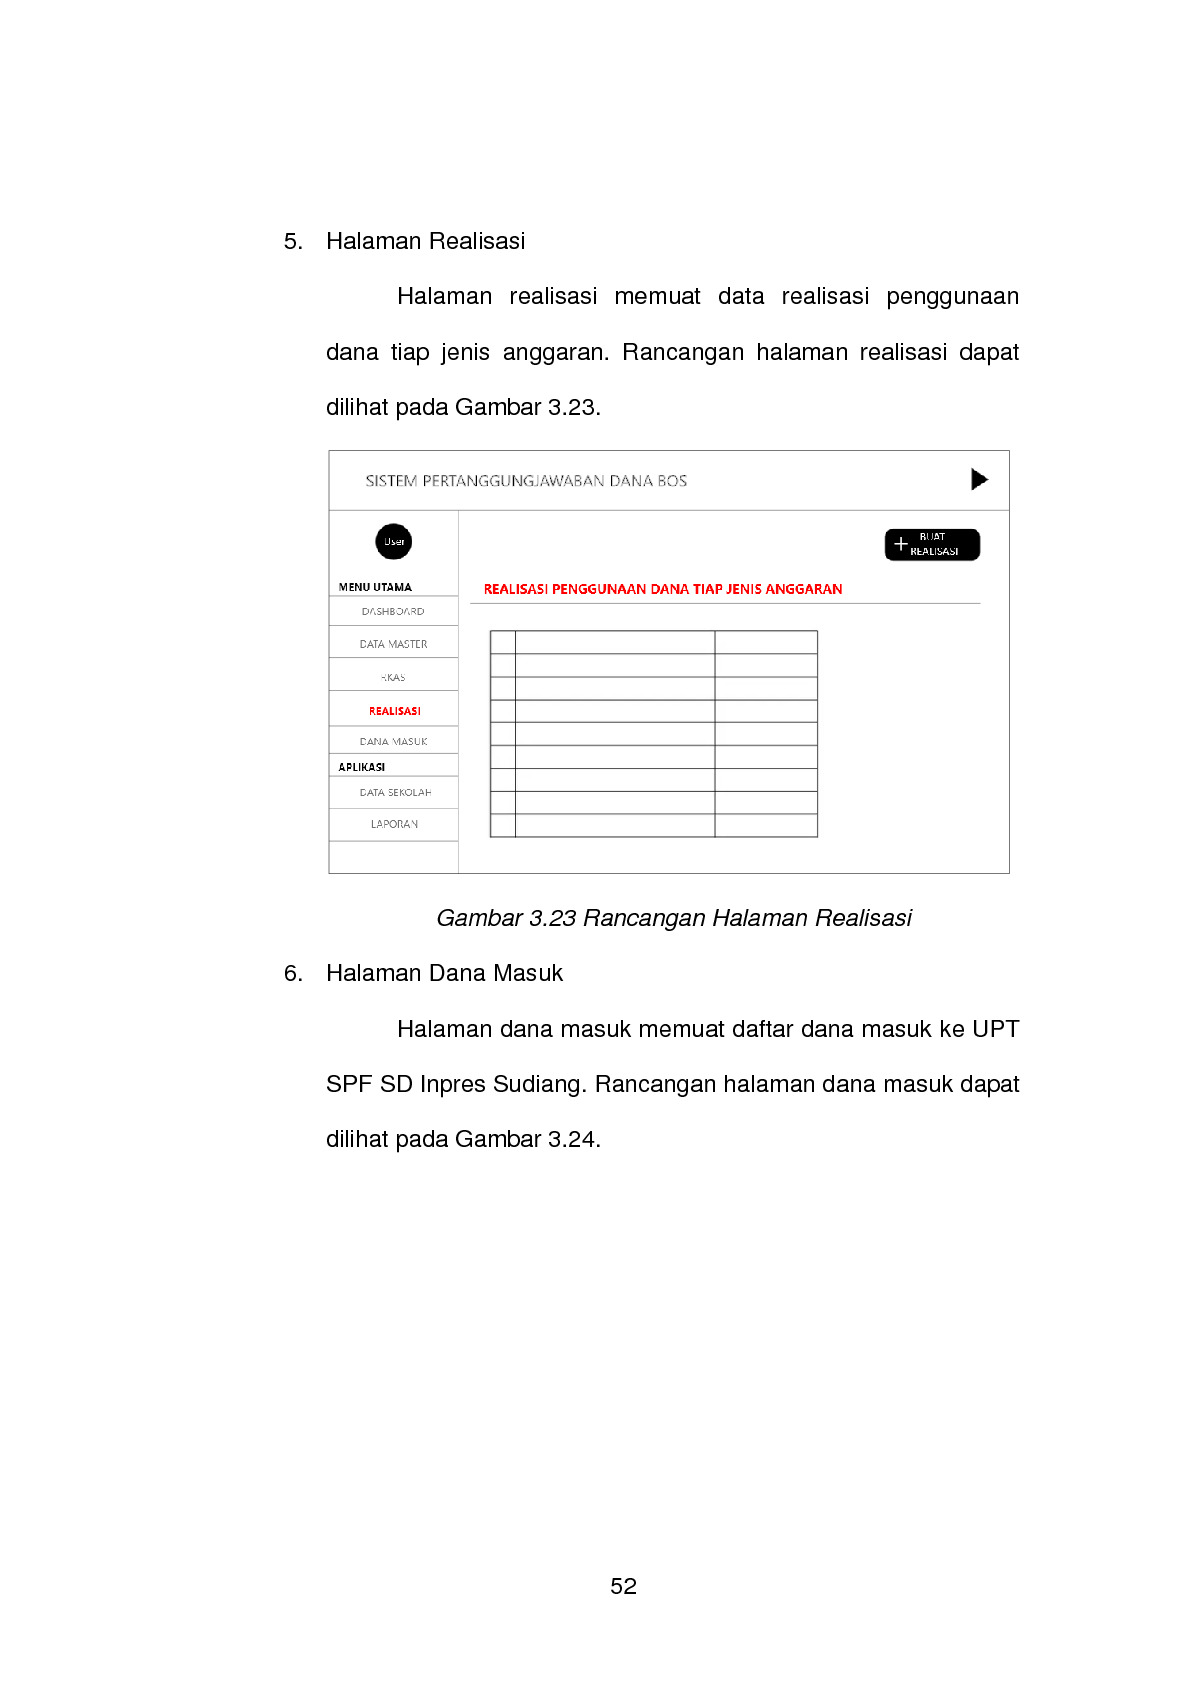 5. Halaman Realisasi
Halaman realisasi memuat data realisasi penggunaan
dana tiap jenis anggaran. Rancangan halaman realisasi dapat
dilihat pada Gambar 3.23.
SISTEM PERTANGGUNGJAWABAN DANA BOS
User
BUAT
+ REALISASI
MENU UTAMA
REALISASI PENGGUNAAN DANA TIAP JENIS ANGGARAN
DASHBOARD
DATA MASTER
RKAS
REALISASI
DANA MASUK
APLIKASI
DATA SEKOLAH
LAPORAN
Gambar 3.23 Rancangan Halaman Realisasi
6. Halaman Dana Masuk
Halaman dana masuk memuat daftar dana masuk ke UPT
SPF SD Inpres Sudiang. Rancangan halaman dana masuk dapat
dilihat pada Gambar 3.24.
52